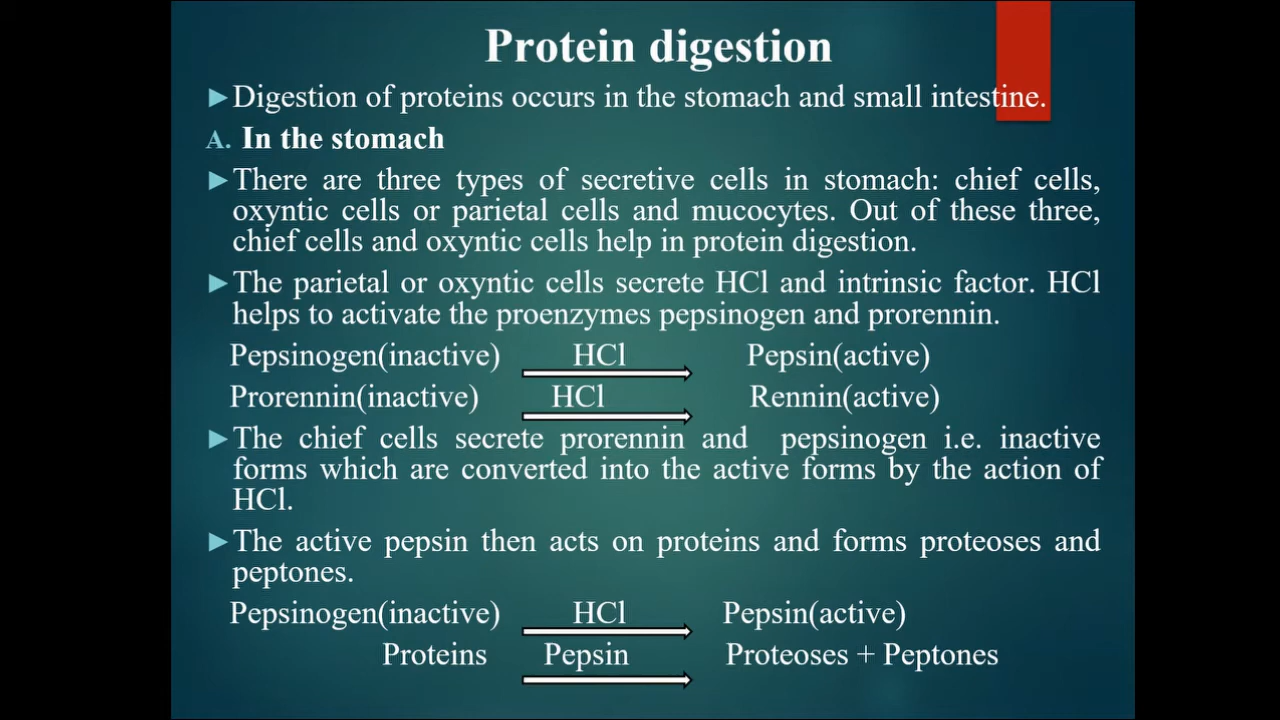 Protein digestion
►Digestion of proteins occurs in the stomach and small intestine.
A. In the stomach
►There are three types of secretive cells in stomach: chief cells,
oxyntic cells or parietal cells and mucocytes. Out of these three,
chief cells and oxyntic cells help in protein digestion.
►The parietal or oxyntic cells secrete HCl and intrinsic factor. HCl
helps to activate the proenzymes pepsinogen and prorennin.
Pepsinogen(inactive) HCl Pepsin(active)
Prorennin(inactive) HCl Rennin(active)
►The chief cells secrete prorennin and pepsinogen i.e. inactive
forms which are converted into the active forms by the action of
HCl.
►The active pepsin then acts on proteins and forms proteoses and
peptones.
Pepsinogen(inactive) HCl Pepsin(active)
Proteins Pepsin Proteoses + Peptones